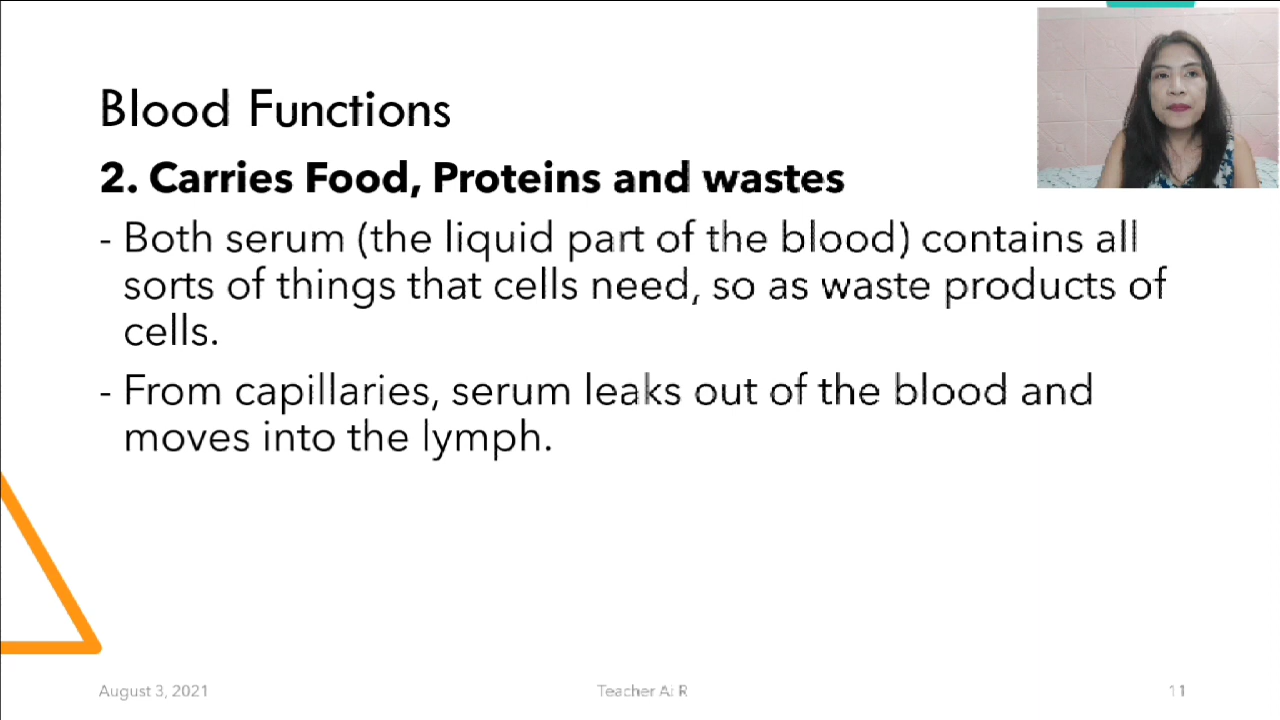 Blood Functions
2. Carries Food, Proteins and wastes
- Both serum (the liquid part of the blood) contains all
sorts of things that cells need, so as waste products of
cells.
- From capillaries, serum leaks out of the blood and
moves into the lymph.
August 3, 2021
Teacher Ai R
11